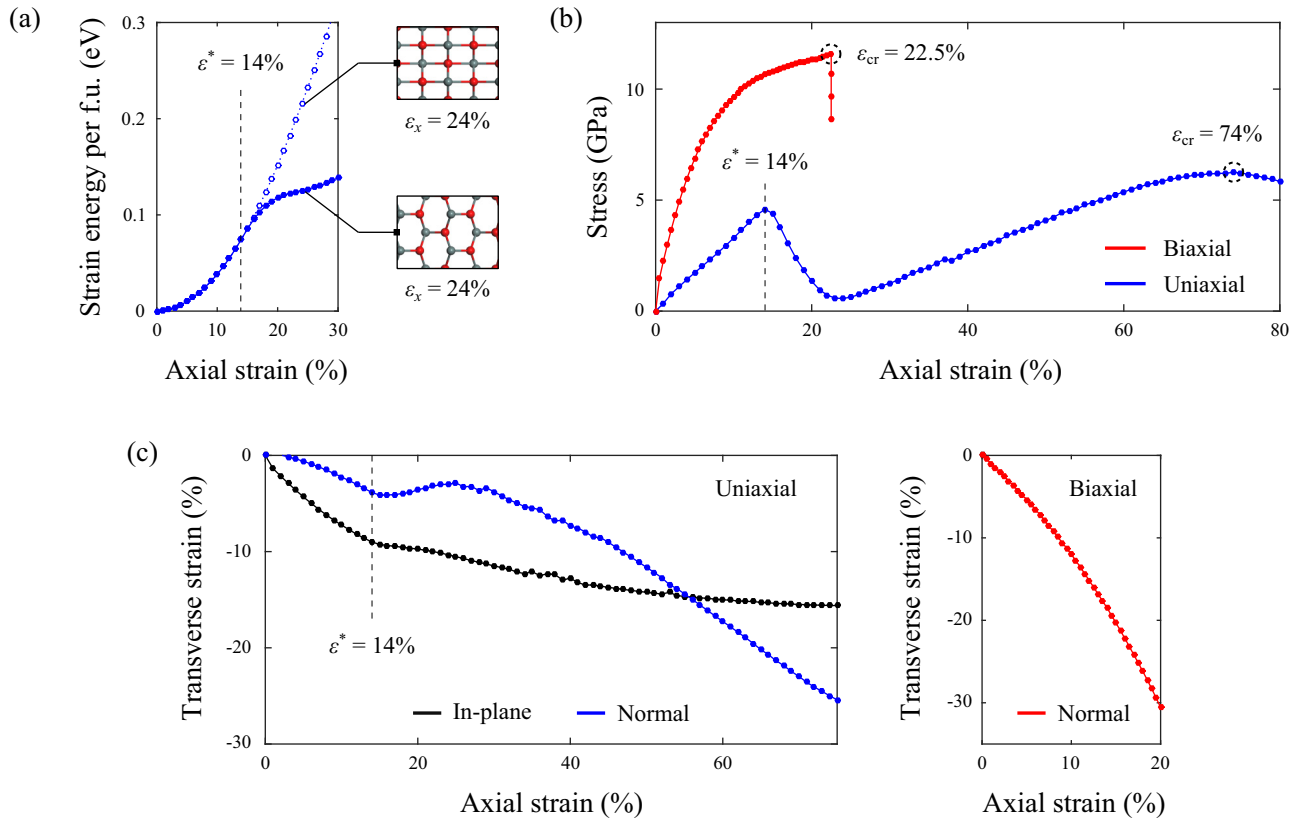 (a)
0.3
0.2
0.1
0
0
10
20
30
Strain energy per f.u. (eV)
Axial strain (%)
ε* = 14%
εx = 24%
εx = 24%
(b)
10
5
0
0
20
40
60
80
Stress (GPa)
Axial strain (%)
εcr = 22.5%
ε* = 14%
εcr = 74%
Biaxial
Uniaxial
(c)
0
-10
-20
-30
0
20
40
60
Transverse strain (%)
Axial strain (%)
Uniaxial
ε* = 14%
In-plane
Normal
0
-10
-20
-30
0
10
20
Transverse strain (%)
Axial strain (%)
Biaxial
Normal